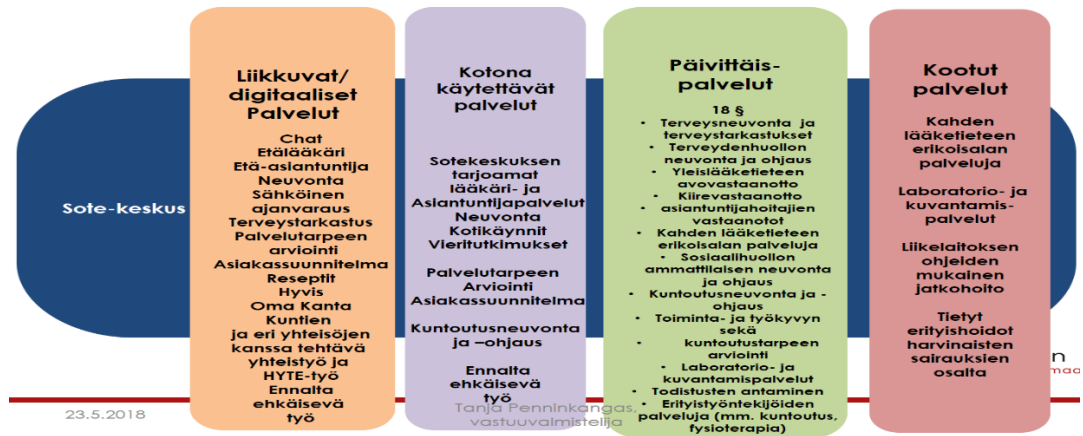 Sote-keskus
Liikkuvat/
digitaaliset
Palvelut
Chat
Etälääkäri
Etä-asiantuntija
Neuvonta
Sähköinen
ajanvaraus
Terveystarkastus
Palvelutarpeen
arviointi
Asiakassuunnitelma
Reseptit
Hyvis
Oma Kanta
Kuntien
ja eri yhteisöjen
kanssa tehtävä
yhteistyö ja
HYTE-työ
Ennalta
ehkäisevä
työ
Kotona
käytettävät
palvelut
Sotekeskuksen
tarjoamat
lääkäri- ja
Asiantuntijapalvelut
Neuvonta
Kotikäynnit
Vieritutkimukset
Palvelutarpeen
Arviointi
Asiakassuunnitelma
Kuntoutusneuvonta
ja –ohjaus
Ennalta
ehkäisevä
työ
Päivittäis-
palvelut
18 §
• Terveysneuvonta ja
terveystarkastukset
• Terveydenhuollon
neuvonta ja ohjaus
• Yleislääketieteen
avovastaanotto
• Kiirevastaanotto
• asiantuntijahoitajien
vastaanotot
• Kahden lääketieteen
erikoisalan palveluja
• Sosiaalihuollon
ammattilaisen neuvonta
ja ohjaus
• Kuntoutusneuvonta ja -
ohjaus
• Toiminta- ja työkyvyn
sekä
• kuntoutustarpeen
arviointi
• Laboratorio- ja
kuvantamispalvelut
• Todistusten antaminen
• Erityistyöntekijöiden
palveluja (mm. kuntoutus,
fysioterapia)
Kootut
palvelut
Kahden
lääketieteen
erikoisalan
palveluja
Laboratorio- ja
kuvantamis-
palvelut
Liikelaitoksen
ohjeiden
mukainen
jatkohoito
Tietyt
erityishoidot
harvinaisten
sairauksien
osalta
23.5.2018
Tanja Penninkangas,
vastuuvalmistelija